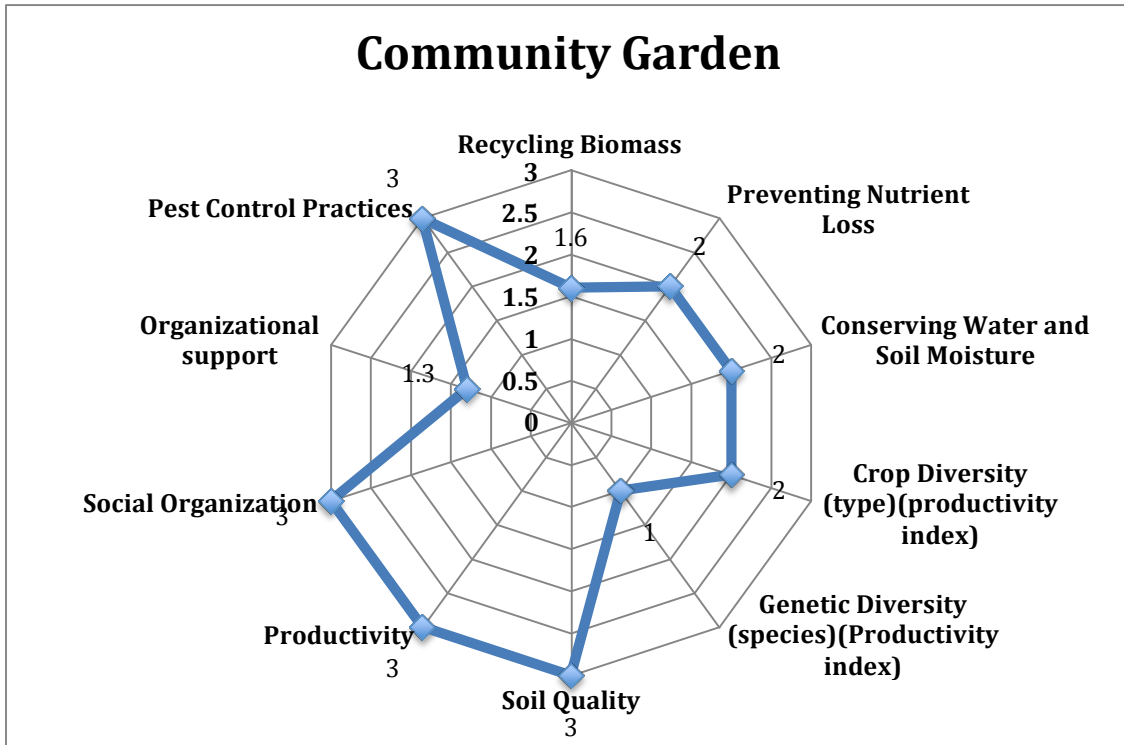 Community Garden
Recycling Biomass
3
3
Preventing Nutrient
Loss
Pest Control Practices
2.5
1.6
2
2
Organizational
support
1.5
Conserving Water and
Soil Moisture
2
1
1.3
0.5
0
Crop Diversity
(type)(productivity
index)
2
Social Organization
3
1
Genetic Diversity
(species)(Productivity
index)
Productivity
3
Soil Quality
3